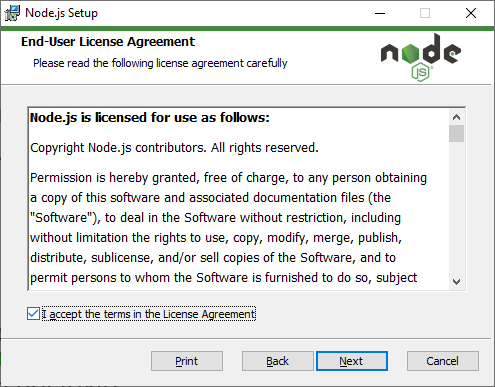 Node.js Setup
End-User License Agreement
Please read the following license agreement carefully
node
JS
Node.js is licensed for use as follows:
Copyright Node.js contributors. All rights reserved.
Permission is hereby granted, free of charge, to any person obtaining
a copy of this software and associated documentation files (the
"Software"), to deal in the Software without restriction, including
without limitation the rights to use, copy, modify, merge, publish,
distribute, sublicense, and/or sell copies of the Software, and to
permit persons to whom the Software is furnished to do so, subject
I accept the terms in the License Agreement
Print Back Next Cancel